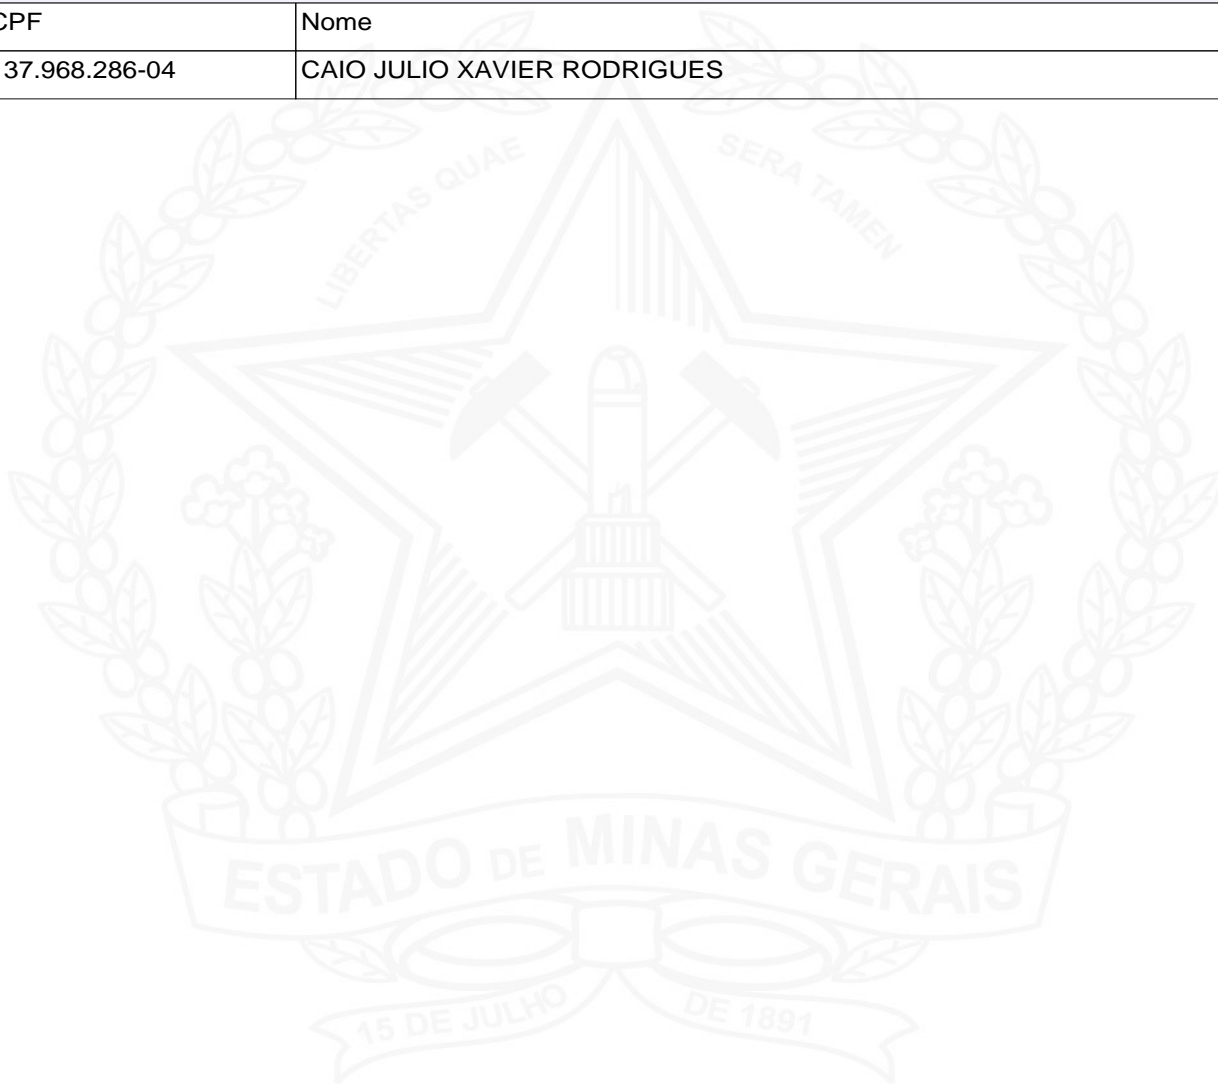 CPF Nome
37.968.286-04 CAIO JULIO XAVIER RODRIGUES
LIBERTAS QUAE SERA TAMEN
ESTADO DE MINAS GERAIS
15 DE JULHO DE 1891